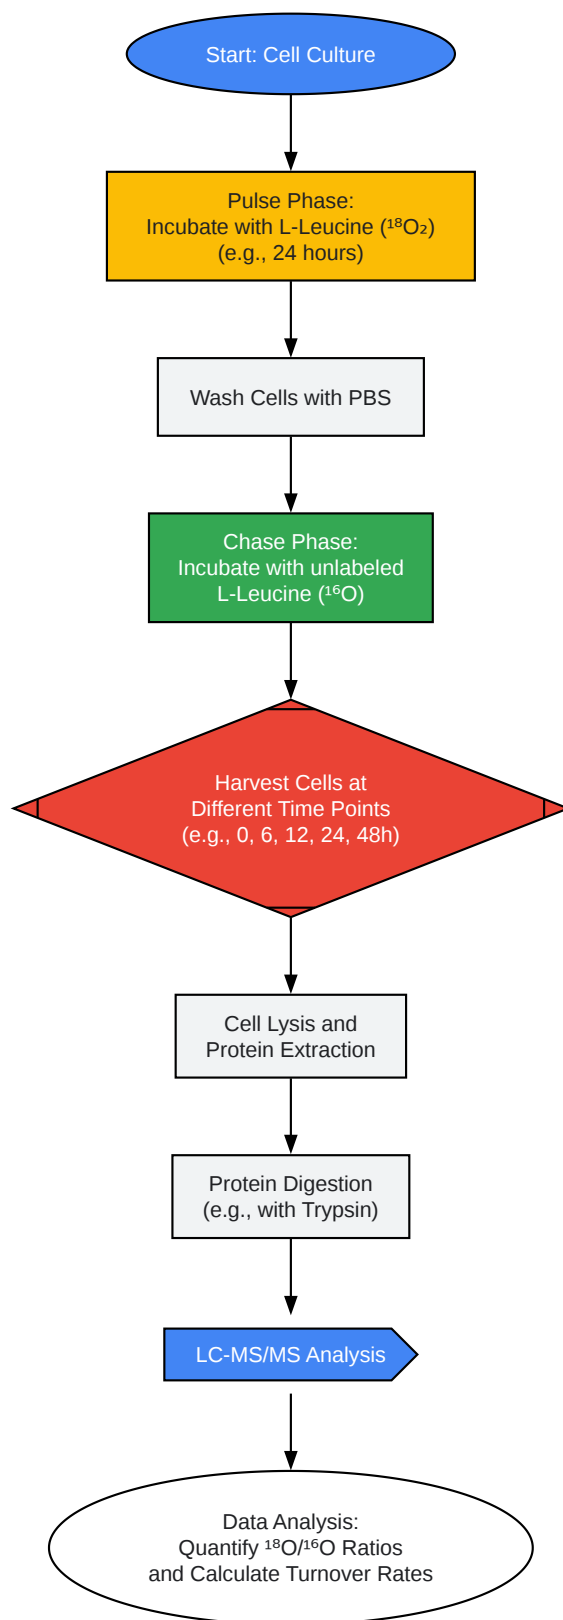 Start: Cell Culture
Pulse Phase:
Incubate with L-Leucine (¹⁸O₂)
(e.g., 24 hours)
Wash Cells with PBS
Chase Phase:
Incubate with unlabeled
L-Leucine (¹⁶O)
Harvest Cells at
Different Time Points
(e.g., 0, 6, 12, 24, 48h)
Cell Lysis and
Protein Extraction
Protein Digestion
(e.g., with Trypsin)
LC-MS/MS Analysis
Data Analysis:
Quantify ¹⁸O/¹⁶O Ratios
and Calculate Turnover Rates